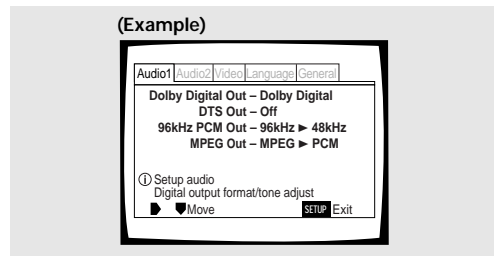 (Example)
Audio1 Audio2 Video Language General
Dolby Digital Out – Dolby Digital
DTS Out – Off
96kHz PCM Out – 96kHz ► 48kHz
MPEG Out – MPEG ► PCM
ⓘ Setup audio
Digital output format/tone adjust
Move SETUP Exit